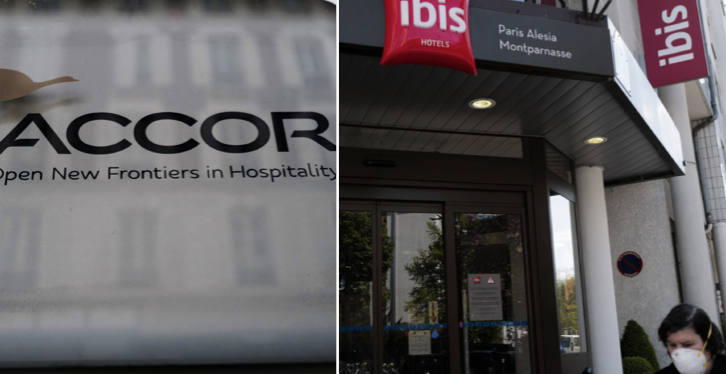 ACCOR
Open New Frontiers in Hospitality
ibis
HOTELS
Paris Alesia
Montparnasse
ibis